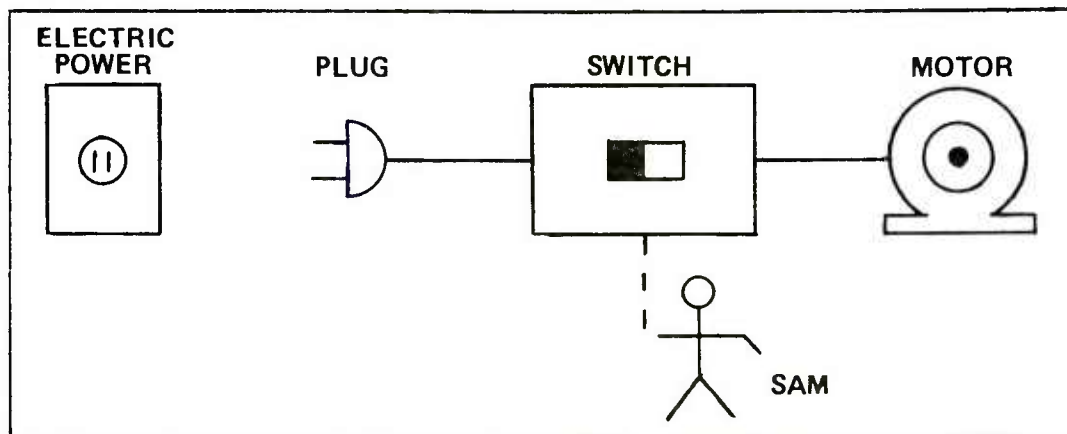 ELECTRIC
POWER
PLUG
SWITCH
MOTOR
SAM